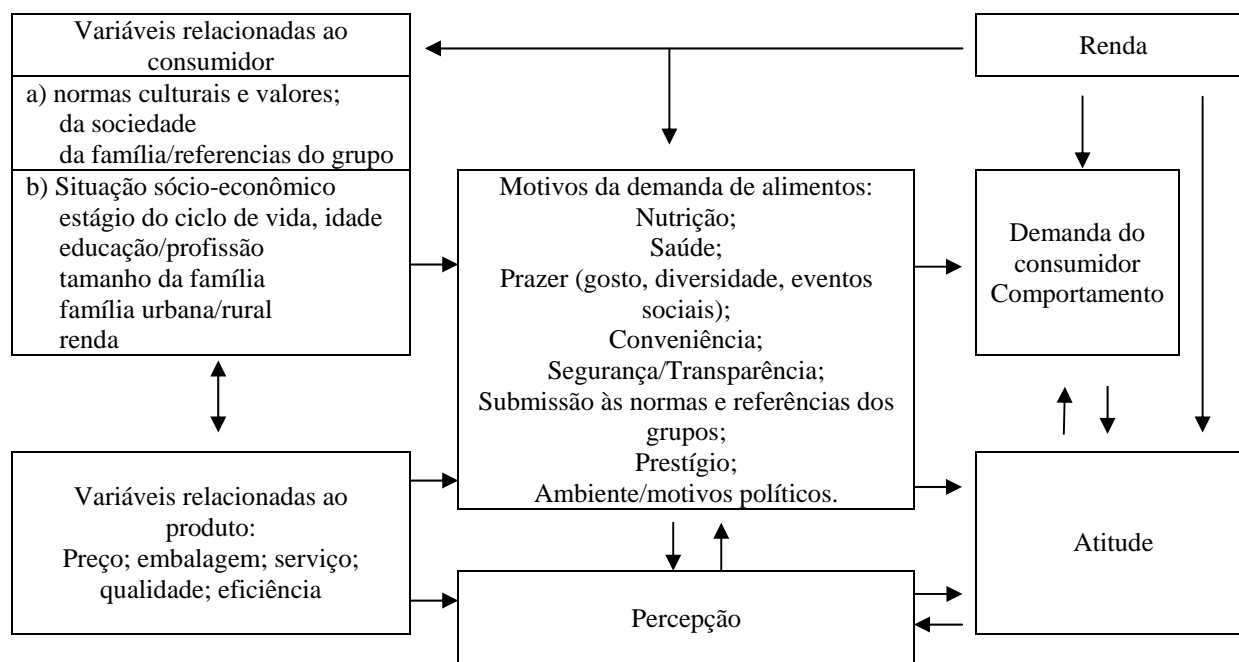 Variáveis relacionadas ao
consumidor
a) normas culturais e valores;
da sociedade
da família/referencias do grupo
b) Situação sócio-econômico
estágio do ciclo de vida, idade
educação/profissão
tamanho da família
família urbana/rural
renda
Variáveis relacionadas ao
produto:
Preço; embalagem; serviço;
qualidade; eficiência
Motivos da demanda de alimentos:
Nutrição;
Saúde;
Prazer (gosto, diversidade, eventos
sociais);
Conveniência;
Segurança/Transparência;
Submissão às normas e referências dos
grupos;
Prestígio;
Ambiente/motivos políticos.
Percepção
Renda
Demanda do
consumidor
Comportamento
Atitude